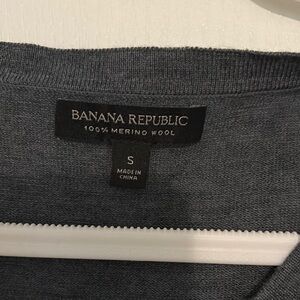 BANANA REPUBLIC
100% MERINO WOOL
S
MADE IN
CHINA